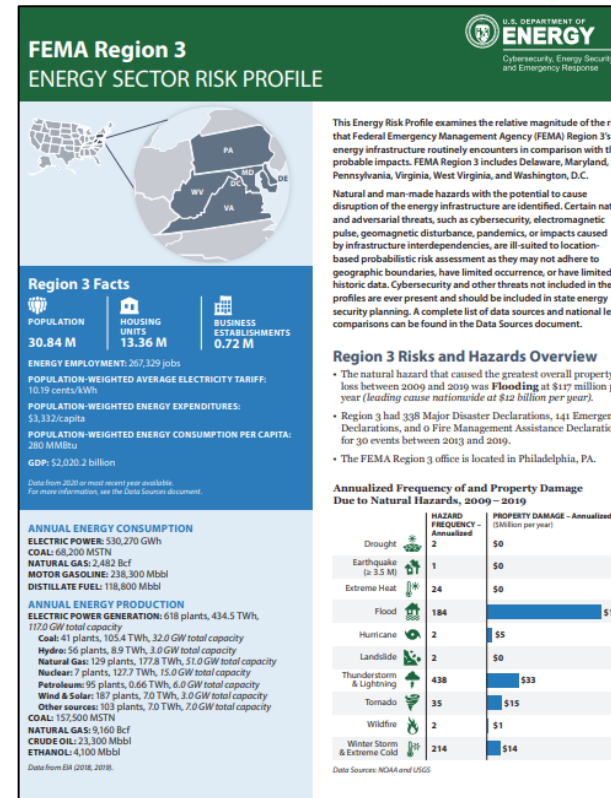 FEMA Region 3
ENERGY SECTOR RISK PROFILE
U.S. DEPARTMENT OF
ENERGY
Cybersecurity, Energy Security
and Emergency Response
PA
MD
DE
DC
WV
VA
Region 3 Facts
POPULATION
30.84 M
HOUSING
UNITS
13.36 M
BUSINESS
ESTABLISHMENTS
0.72 M
ENERGY EMPLOYMENT: 267,329 jobs
POPULATION-WEIGHTED AVERAGE ELECTRICITY TARIFF:
10.19 cents/kWh
POPULATION-WEIGHTED ENERGY EXPENDITURES:
$3,332/capita
POPULATION-WEIGHTED ENERGY CONSUMPTION PER CAPITA:
280 MMBtu
GDP: $2,020.2 billion
Data from 2020 or most recent year available.
For more information, see the Data Sources document.
ANNUAL ENERGY CONSUMPTION
ELECTRIC POWER: 530,270 GWh
COAL: 68,200 MSTN
NATURAL GAS: 2,482 Bcf
MOTOR GASOLINE: 238,300 Mbbl
DISTILLATE FUEL: 118,800 Mbbl
ANNUAL ENERGY PRODUCTION
ELECTRIC POWER GENERATION: 618 plants, 434.5 TWh,
117.0 GW total capacity
Coal: 41 plants, 105.4 TWh, 32.0 GW total capacity
Hydro: 56 plants, 8.9 TWh, 3.0 GW total capacity
Natural Gas: 129 plants, 177.8 TWh, 51.0 GW total capacity
Nuclear: 7 plants, 127.7 TWh, 15.0 GW total capacity
Petroleum: 95 plants, 0.66 TWh, 6.0 GW total capacity
Wind & Solar: 187 plants, 7.0 TWh, 3.0 GW total capacity
Other sources: 103 plants, 7.0 TWh, 7.0 GW total capacity
COAL: 157,500 MSTN
NATURAL GAS: 9,160 Bcf
CRUDE OIL: 23,300 Mbbl
ETHANOL: 4,100 Mbbl
Data from EIA (2018, 2019).
This Energy Risk Profile examines the relative magnitude of the
that Federal Emergency Management Agency (FEMA) Region 3's
energy infrastructure routinely encounters in comparison with
probable impacts. FEMA Region 3 includes Delaware, Maryland,
Pennsylvania, Virginia, West Virginia, and Washington, D.C.
Natural and man-made hazards with the potential to cause
disruption of the energy infrastructure are identified. Certain
and adversarial threats, such as cybersecurity, electromagnetic
pulse, geomagnetic disturbance, pandemics, or impacts caused
by infrastructure interdependencies, are ill-suited to location-
based probabilistic risk assessment as they may not adhere to
geographic boundaries, have limited occurrence, or have limited
historic data. Cybersecurity and other threats not included in
profiles are ever present and should be included in state energy
security planning. A complete list of data sources and national
comparisons can be found in the Data Sources document.
Region 3 Risks and Hazards Overview
• The natural hazard that caused the greatest overall property
loss between 2009 and 2019 was Flooding at $117 million
year (leading cause nationwide at $12 billion per year).
• Region 3 had 338 Major Disaster Declarations, 141
Declarations, and 0 Fire Management Assistance
for 30 events between 2013 and 2019.
• The FEMA Region 3 office is located in Philadelphia, PA.
Annualized Frequency of and Property Damage
Due to Natural Hazards, 2009–2019
HAZARD
FREQUENCY –
Annualized
PROPERTY DAMAGE – Annualized
($Million per year)
Drought 2 $0
Earthquake
(≥ 3.5 M) 1 $0
Extreme Heat 24 $0
Flood 184
Hurricane 2 $5
Landslide 2 $0
Thunderstorm
& Lightning 438 $33
Tornado 35 $15
Wildfire 2 $1
Winter Storm
& Extreme Cold 214 $14
Data Sources: NOAA and USGS